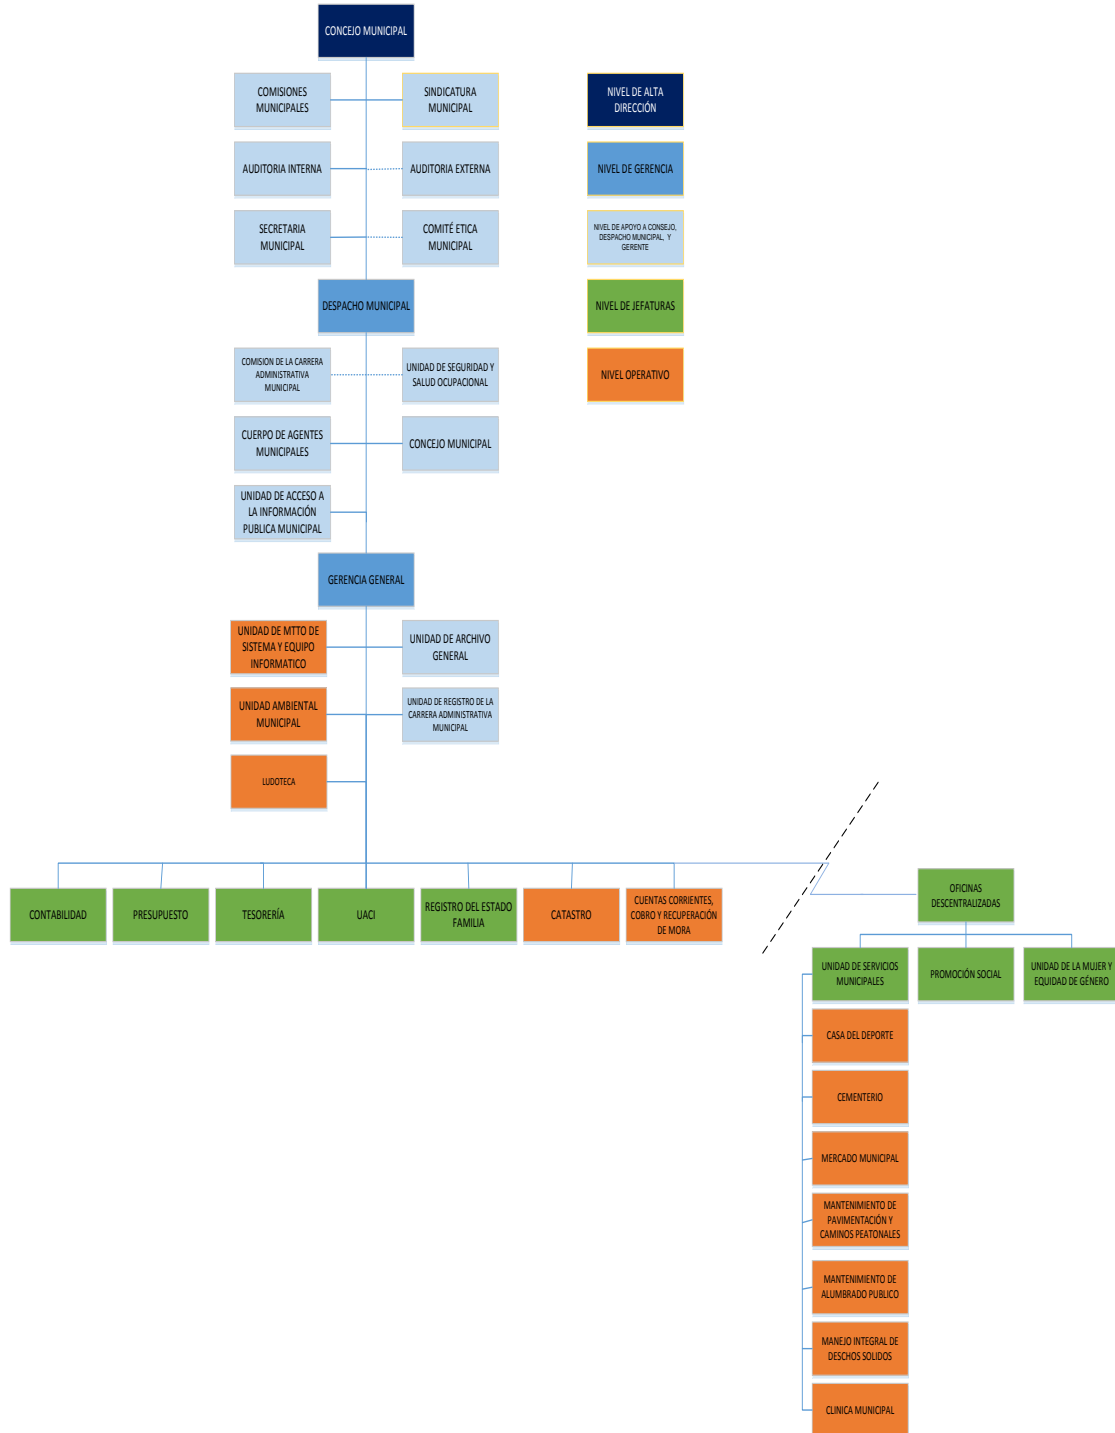 CONCEJO MUNICIPAL
COMISIONES
MUNICIPALES
SINDICATURA
MUNICIPAL
NIVEL DE ALTA
DIRECCIÓN
AUDITORIA INTERNA
AUDITORIA EXTERNA
NIVEL DE GERENCIA
SECRETARIA
MUNICIPAL
COMITÉ ETICA
MUNICIPAL
NIVEL DE APOYO A CONSEJO,
DESPACHO MUNICIPAL, Y
GERENTE
DESPACHO MUNICIPAL
NIVEL DE JEFATURAS
COMISION DE LA CARRERA
ADMINISTRATIVA
MUNICIPAL
UNIDAD DE SEGURIDAD Y
SALUD OCUPACIONAL
NIVEL OPERATIVO
CUERPO DE AGENTES
MUNICIPALES
CONCEJO MUNICIPAL
UNIDAD DE ACCESO A
LA INFORMACIÓN
PUBLICA MUNICIPAL
GERENCIA GENERAL
UNIDAD DE MTTO DE
SISTEMA Y EQUIPO
INFORMATICO
UNIDAD DE ARCHIVO
GENERAL
UNIDAD AMBIENTAL
MUNICIPAL
UNIDAD DE REGISTRO DE LA
CARRERA ADMINISTRATIVA
MUNICIPAL
LUDOTECA
CONTABILIDAD
PRESUPUESTO
TESORERÍA
UACI
REGISTRO DEL ESTADO
FAMILIA
CATASTRO
CUENTAS CORRIENTES,
COBRO Y RECUPERACIÓN
DE MORA
OFICINAS
DESCENTRALIZADAS
UNIDAD DE SERVICIOS
MUNICIPALES
PROMOCIÓN SOCIAL
UNIDAD DE LA MUJER Y
EQUIDAD DE GÉNERO
CASA DEL DEPORTE
CEMENTERIO
MERCADO MUNICIPAL
MANTENIMIENTO DE
PAVIMENTACIÓN Y
CAMINOS PEATONALES
MANTENIMIENTO DE
ALUMBRADO PUBLICO
MANEJO INTEGRAL DE
DESCHOS SOLIDOS
CLINICA MUNICIPAL